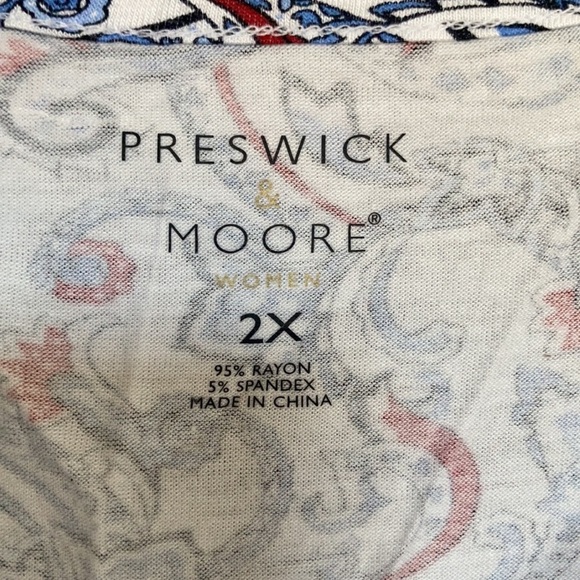 PRESWICK
&
MOORE®
WOMEN
2X
95% RAYON
5% SPANDEX
MADE IN CHINA